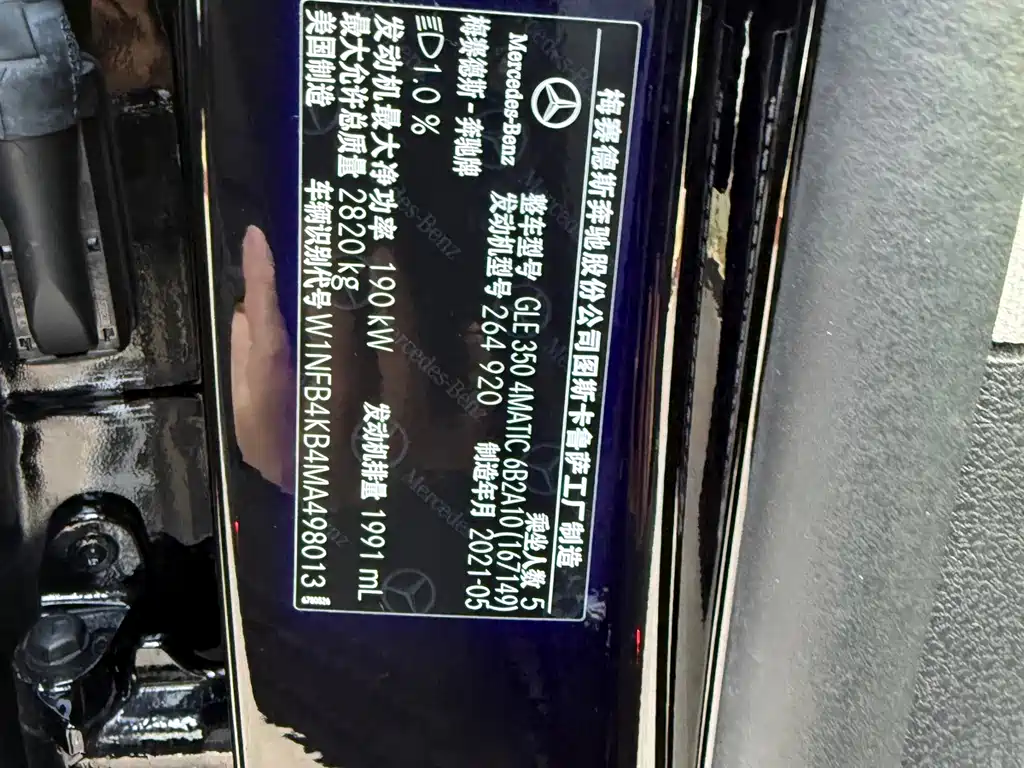 梅赛德斯奔驰股份公司图斯卡鲁萨工厂制造
Mercedes-Benz
乘坐人数 5
整车型号 GLE 350 4MATIC 6B2A10(167149)
发动机型号 264 920 制造年月 2021-05
梅赛德斯-奔驰牌
1.0 %
发动机最大净功率 190 kW 发动机排量 1991 mL
最大允许总质量 2820 kg
美国制造 车辆识别代号 W1NFB4KB4MA498013
6780826